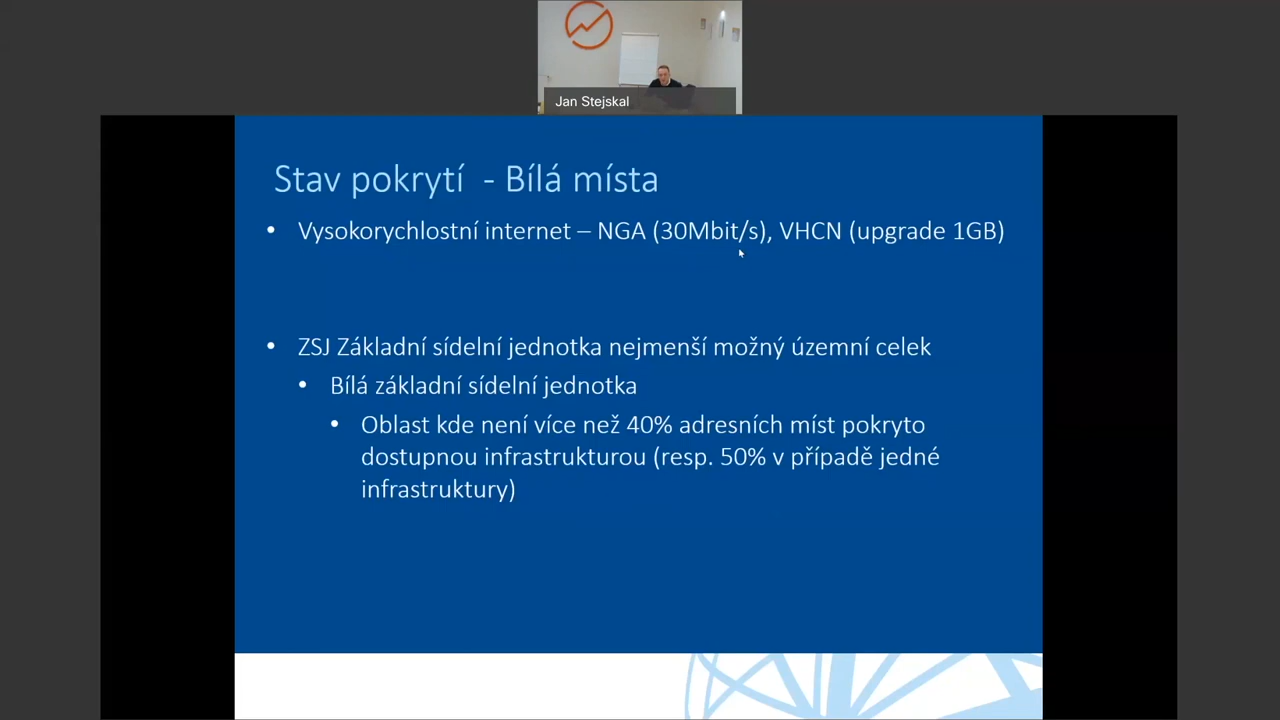 Jan Stejskal
Stav pokrytí - Bílá místa
• Vysokorychlostní internet – NGA (30Mbit/s), VHCN (upgrade 1GB)
• ZSJ Základní sídelní jednotka nejmenší možný územní celek
• Bílá základní sídelní jednotka
• Oblast kde není více než 40% adresních míst pokryto
dostupnou infrastrukturou (resp. 50% v případě jedné
infrastruktury)